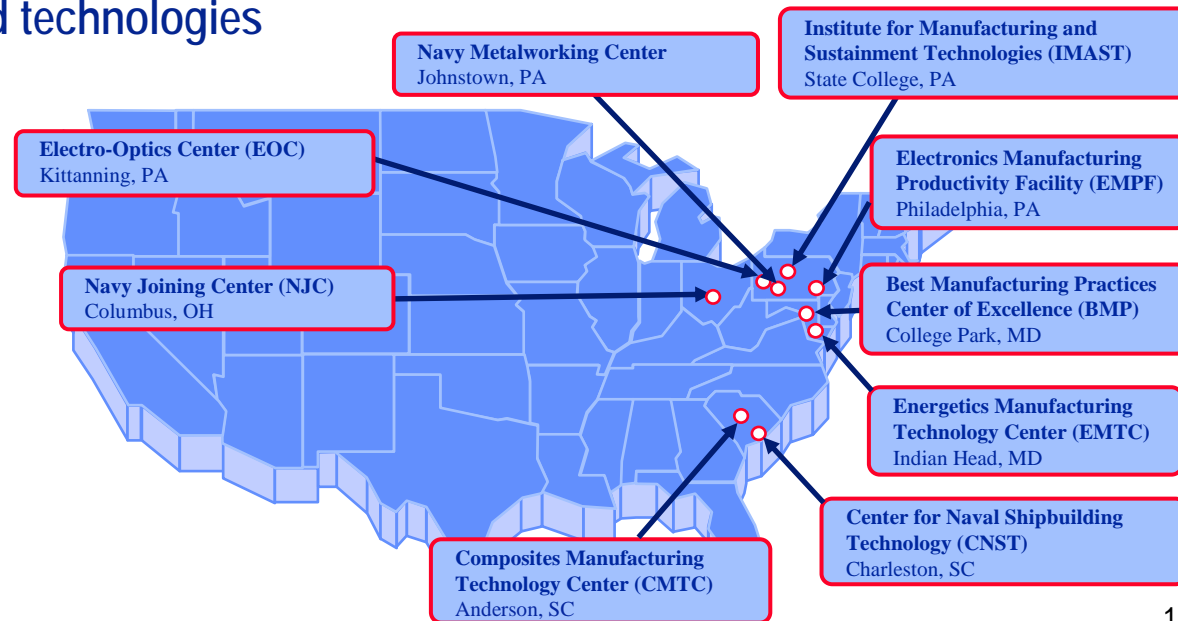 d technologies
Navy Metalworking Center
Johnstown, PA
Institute for Manufacturing and
Sustainment Technologies (IMAST)
State College, PA
Electro-Optics Center (EOC)
Kittanning, PA
Electronics Manufacturing
Productivity Facility (EMPF)
Philadelphia, PA
Navy Joining Center (NJC)
Columbus, OH
Best Manufacturing Practices
Center of Excellence (BMP)
College Park, MD
Energetics Manufacturing
Technology Center (EMTC)
Indian Head, MD
Center for Naval Shipbuilding
Technology (CNST)
Charleston, SC
Composites Manufacturing
Technology Center (CMTC)
Anderson, SC
1